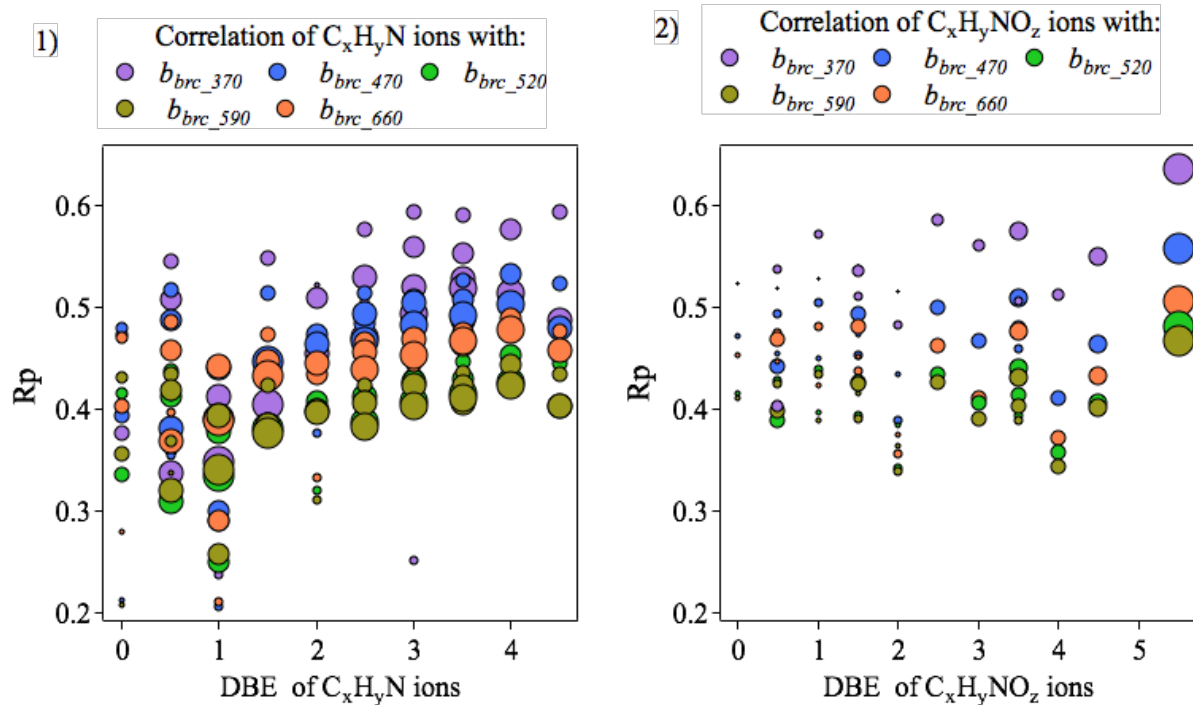 1)
Correlation of CxHyN ions with:
bbrc_370 bbrc_470 bbrc_520
bbrc_590 bbrc_660
Rp
0.6
0.5
0.4
0.3
0.2
0 1 2 3 4
DBE of CxHyN ions
2)
Correlation of CxHyNOz ions with:
bbrc_370 bbrc_470 bbrc_520
bbrc_590 bbrc_660
Rp
0.6
0.5
0.4
0.3
0.2
0 1 2 3 4 5
DBE of CxHyNOz ions